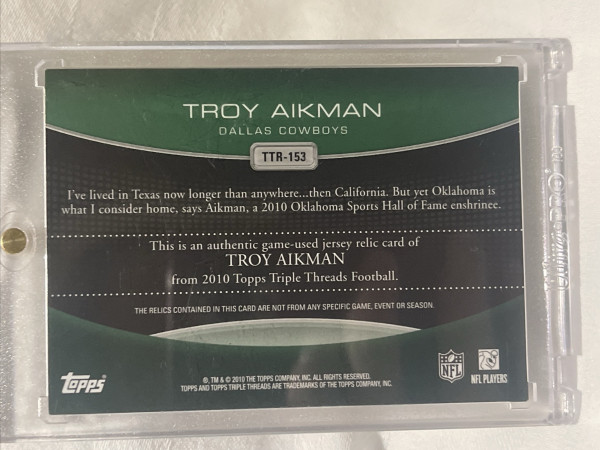 TROY AIKMAN
DALLAS COWBOYS
TTR-153
I've lived in Texas now longer than anywhere...then California. But yet Oklahoma is
what I consider home, says Aikman, a 2010 Oklahoma Sports Hall of Fame enshrinee.
This is an authentic game-used jersey relic card of
TROY AIKMAN
from 2010 Topps Triple Threads Football.
THE RELICS CONTAINED IN THIS CARD ARE NOT FROM ANY SPECIFIC GAME, EVENT OR SEASON.
Topps
®, TM & © 2010 THE TOPPS COMPANY, INC. ALL RIGHTS RESERVED.
TOPPS AND TOPPS TRIPLE THREADS ARE TRADEMARKS OF THE TOPPS COMPANY, INC.
NFL
NFL PLAYERS